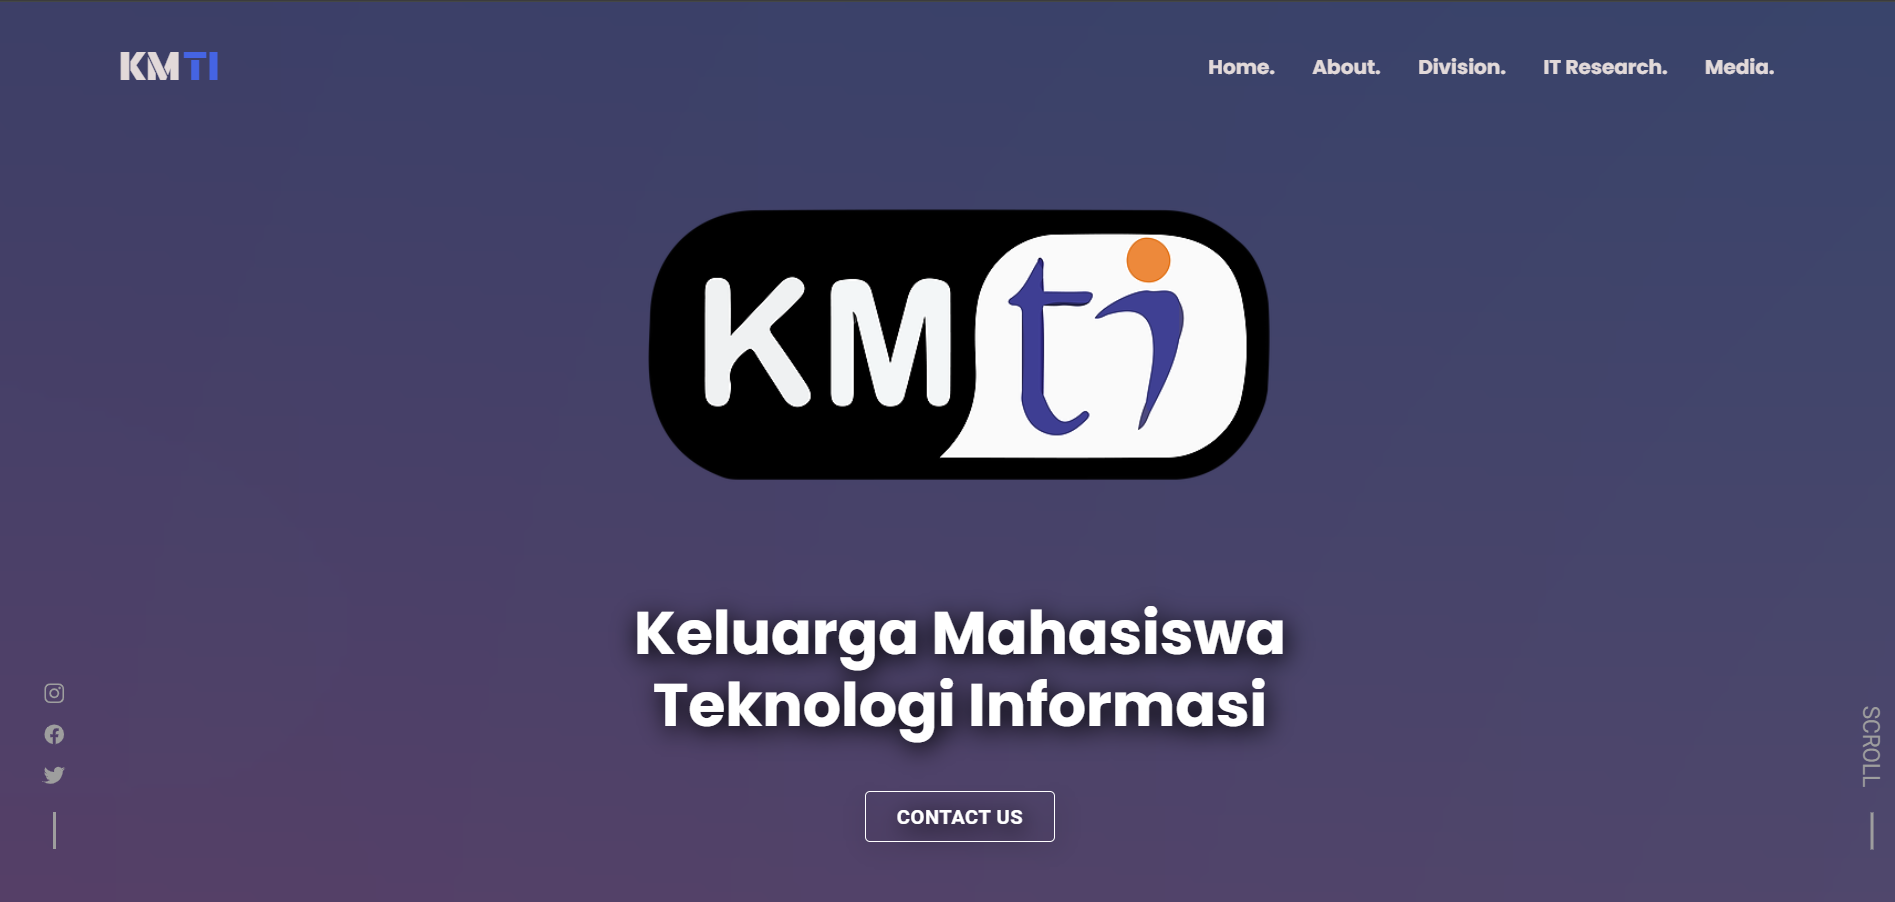 KMTI
Home. About. Division. IT Research. Media.
KMti
Keluarga Mahasiswa
Teknologi Informasi
SCROLL
CONTACT US